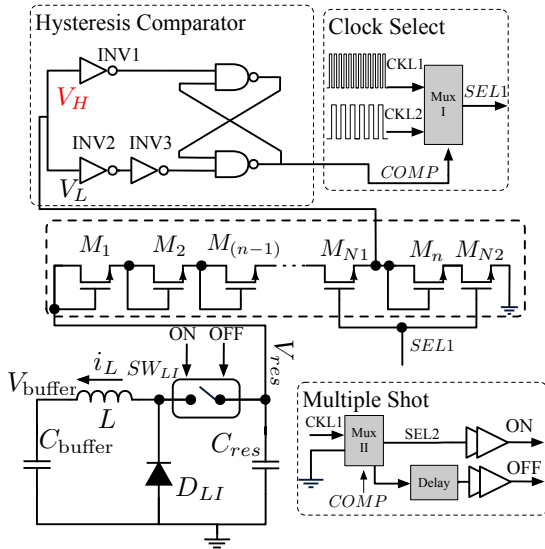 Hysteresis Comparator
Clock Select
INV1
V_H
INV2 INV3
V_L
CKL1
CKL2
Mux
I
SEL1
COMP
M_1
M_2
M_(n−1)
M_N1
M_n
M_N2
ON OFF
V_res
SEL1
i_L
SW_LI
V_buffer
L
C_buffer
D_LI
C_res
Multiple Shot
CKL1
Mux
II
SEL2
ON
OFF
Delay
COMP